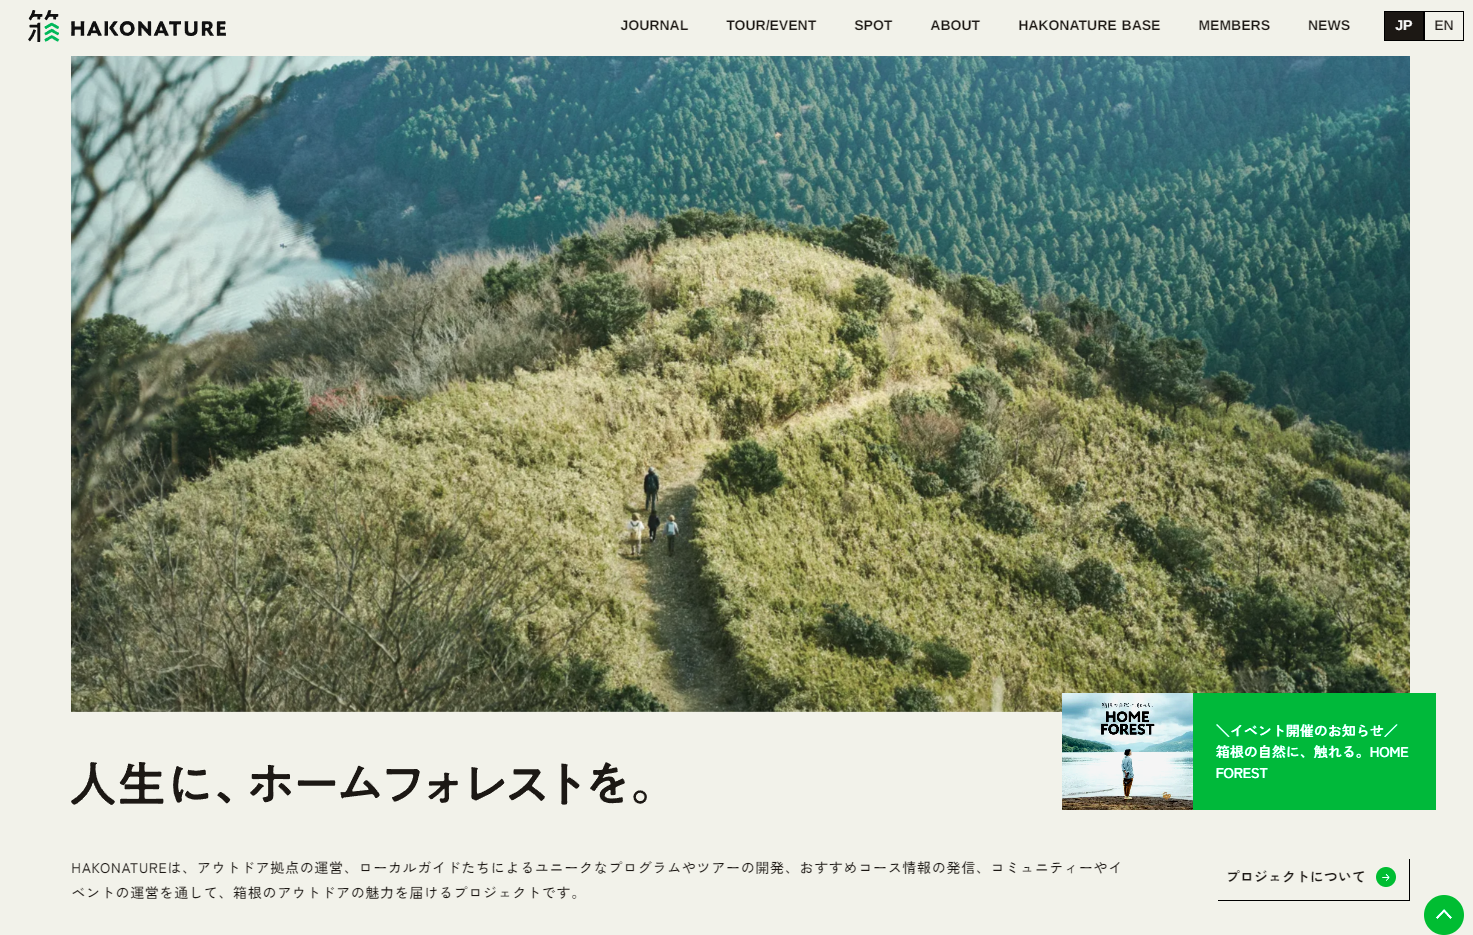 箱 HAKONATURE
JOURNAL
TOUR/EVENT
SPOT
ABOUT
HAKONATURE BASE
MEMBERS
NEWS
JP
EN
HOME
FOREST
＼イベント開催のお知らせ／
箱根の自然に、触れる。HOME
FOREST
人生に、ホームフォレストを。
HAKONATUREは、アウトドア拠点の運営、ローカルガイドたちによるユニークなプログラムやツアーの開発、おすすめコース情報の発信、コミュニティーやイ
ベントの運営を通して、箱根のアウトドアの魅力を届けるプロジェクトです。
プロジェクトについて